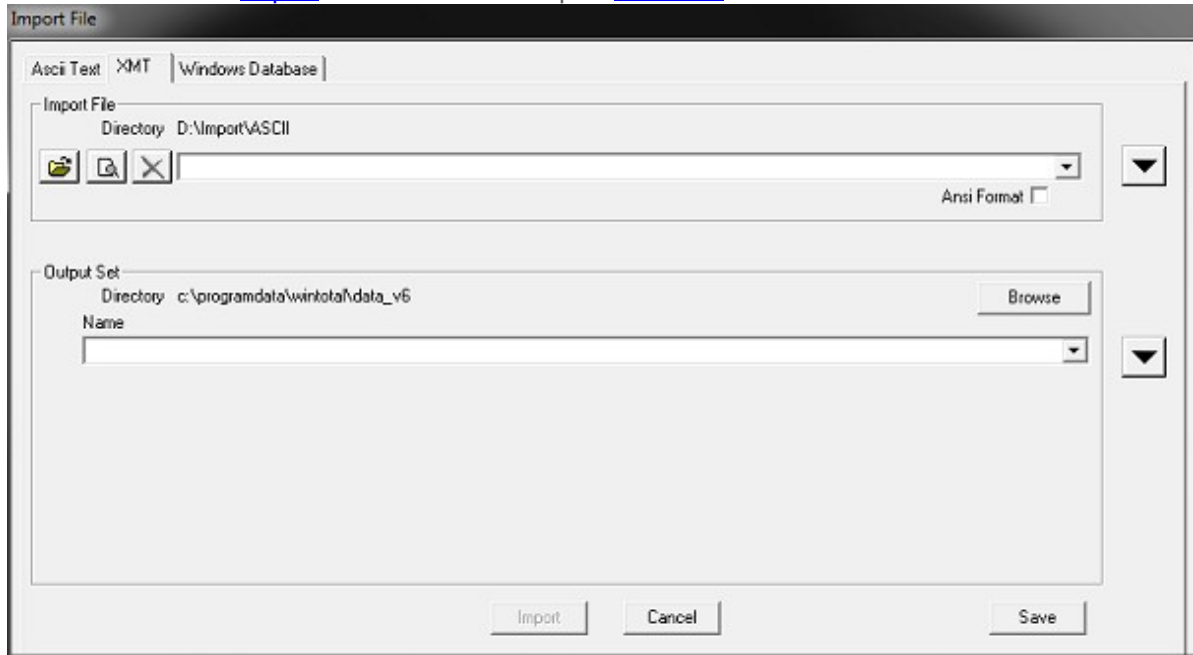 Import File
Ascii Text XMT Windows Database
Import File
Directory D:\Import\ASCII
Ansi Format
Output Set
Directory c:\programdata\wintotal\data_v6
Browse
Name
Import Cancel Save